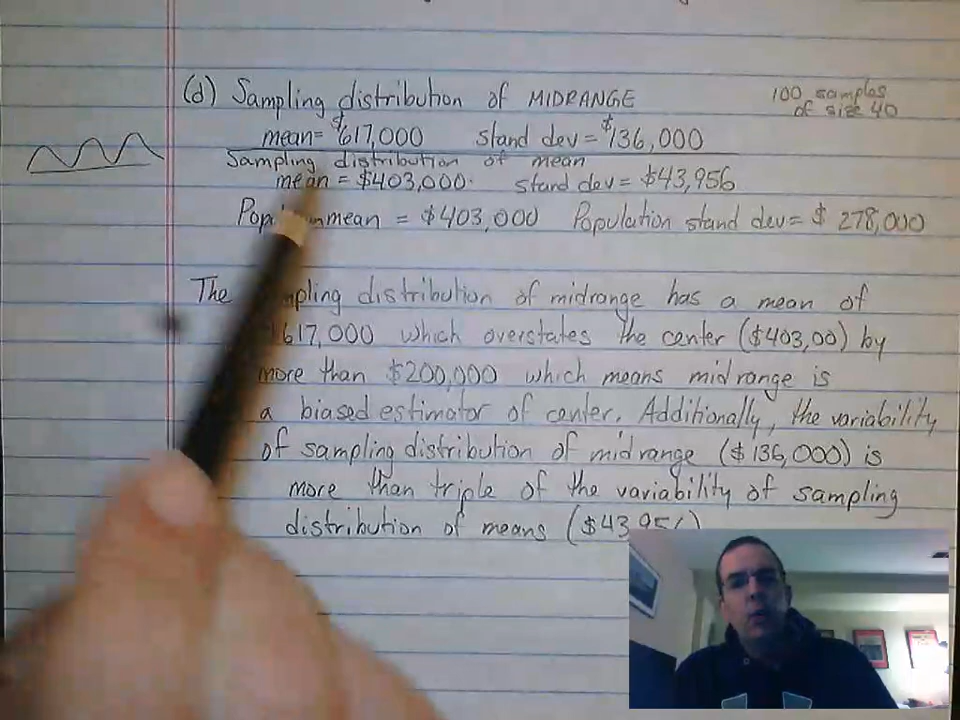 (d) Sampling distribution of MIDRANGE
100 samples
of size 40
mean= $617,000 stand dev = $136,000
Sampling distribution of mean
mean = $403,000. stand dev = $43,956
mean = $403,000 Population stand dev = $ 278,000
The distribution of midrange has a mean of
617,000 which overstates the center ($403,00) by
more than $200,000 which means midrange is
a biased estimator of center. Additionally, the variability
of sampling distribution of midrange ($136,000) is
more than triple of the variability of sampling
distribution of means